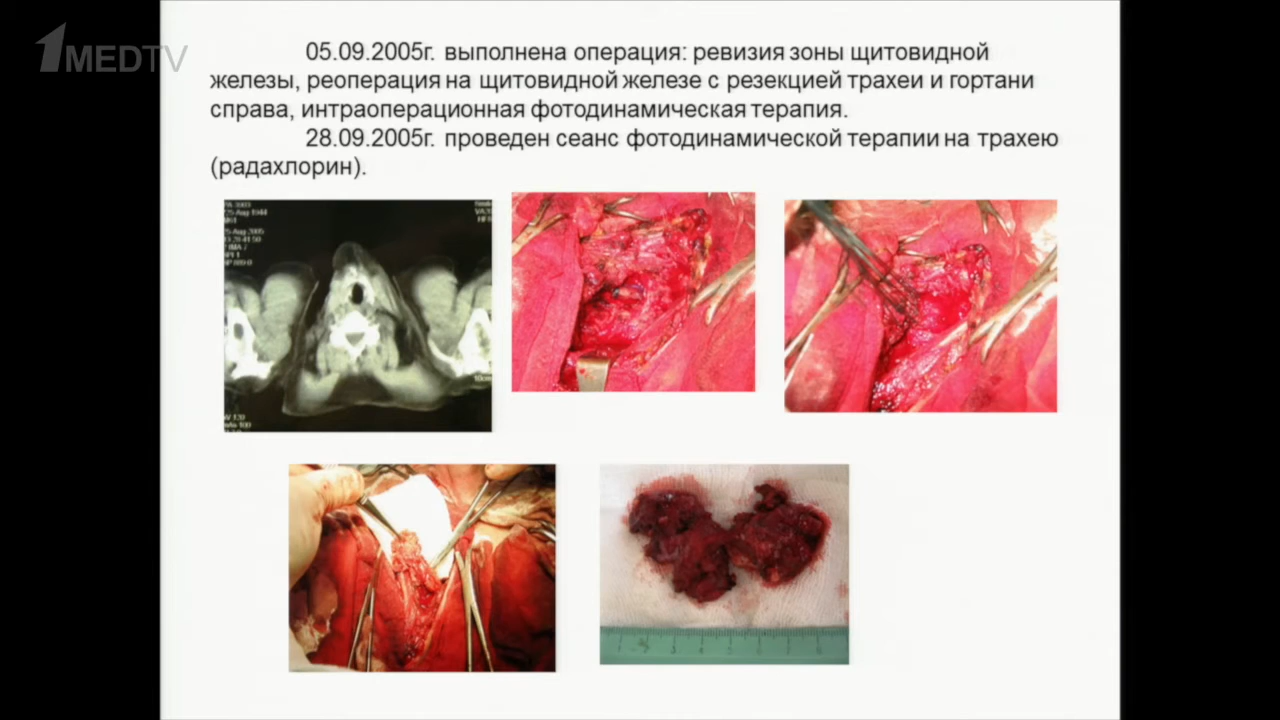 1MEDTV
05.09.2005г. выполнена операция: ревизия зоны щитовидной
железы, реоперация на щитовидной железе с резекцией трахеи и гортани
справа, интраоперационная фотодинамическая терапия.
28.09.2005г. проведен сеанс фотодинамической терапии на трахею
(радахлорин).